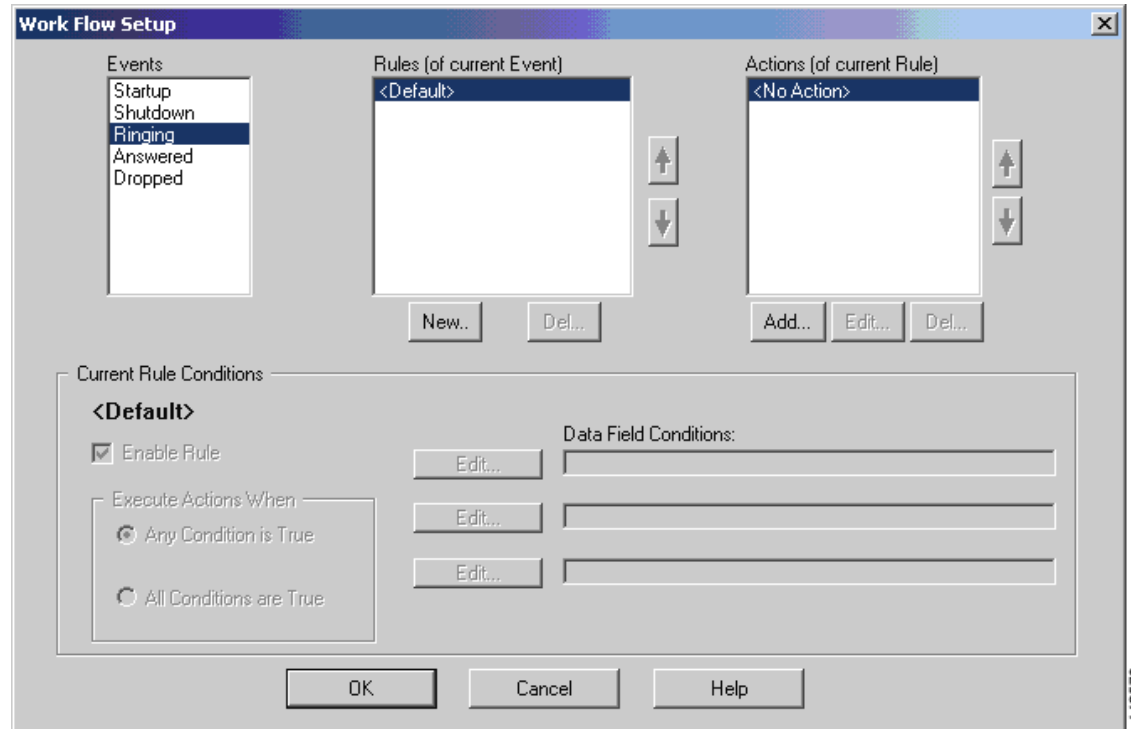 Work Flow Setup
Events
Rules (of current Event)
Actions (of current Rule)
Startup
Shutdown
Ringing
Answered
Dropped
<Default>
<No Action>
New..
Del...
Add...
Edit...
Del...
Current Rule Conditions
<Default>
Enable Rule
Data Field Conditions:
Edit...
Execute Actions When
Any Condition is True
Edit...
Edit...
All Conditions are True
OK
Cancel
Help